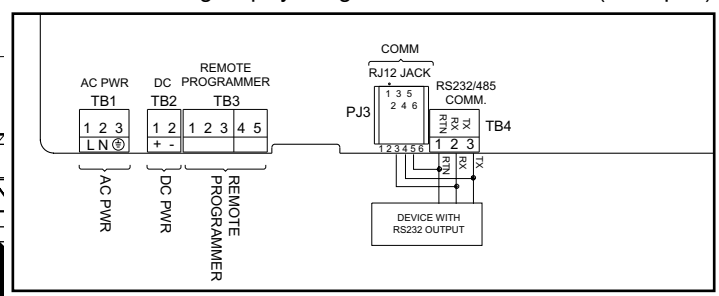 COMM
REMOTE
AC PWR DC PROGRAMMER
RJ12 JACK
RS232/485
COMM.
TB1 TB2 TB3
PJ3
1 3 5
2 4 6
TB4
RTN RX TX
1 2 3 1 2 1 2 3 4 5
1 2 3
L N + -
1 2 3 4 5 6
RTN RX TX
AC PWR
DC PWR
REMOTE
PROGRAMMER
DEVICE WITH
RS232 OUTPUT